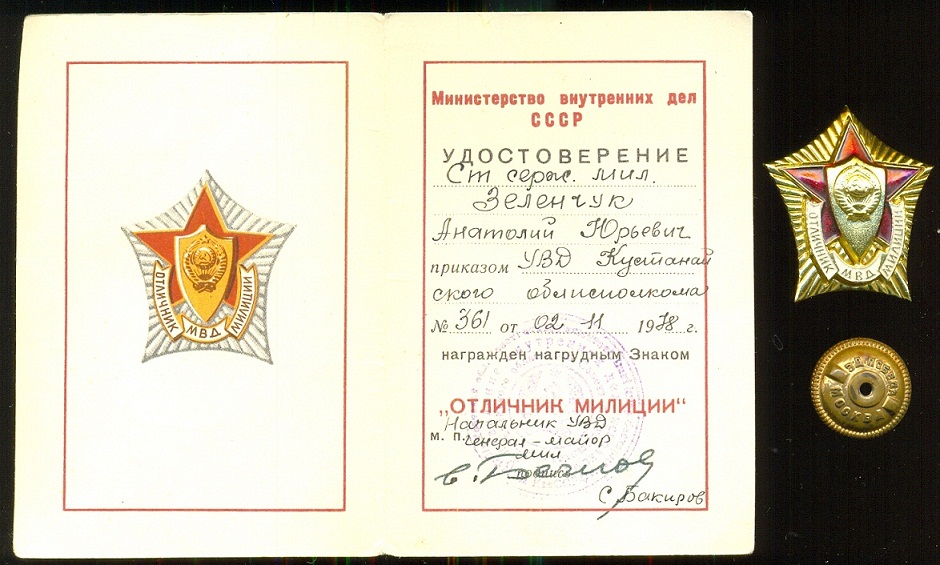 ОТЛИЧНИК МВД МИЛИЦИИ
Министерство внутренних дел
СССР
УДОСТОВЕРЕНИЕ
Ст серж. мил.
Зеленчук
Анатолий Юрьевич
приказом УВД Кустанай
ского облисполкома
№ 361 от 02 11 1978 г.
награжден нагрудным Знаком
„ОТЛИЧНИК МИЛИЦИИ“
Начальник УВД
м. п. Генерал-майор
мил
подпись
С Бакиров
ОТЛИЧНИК МВД МИЛИЦИИ
МОСКВА